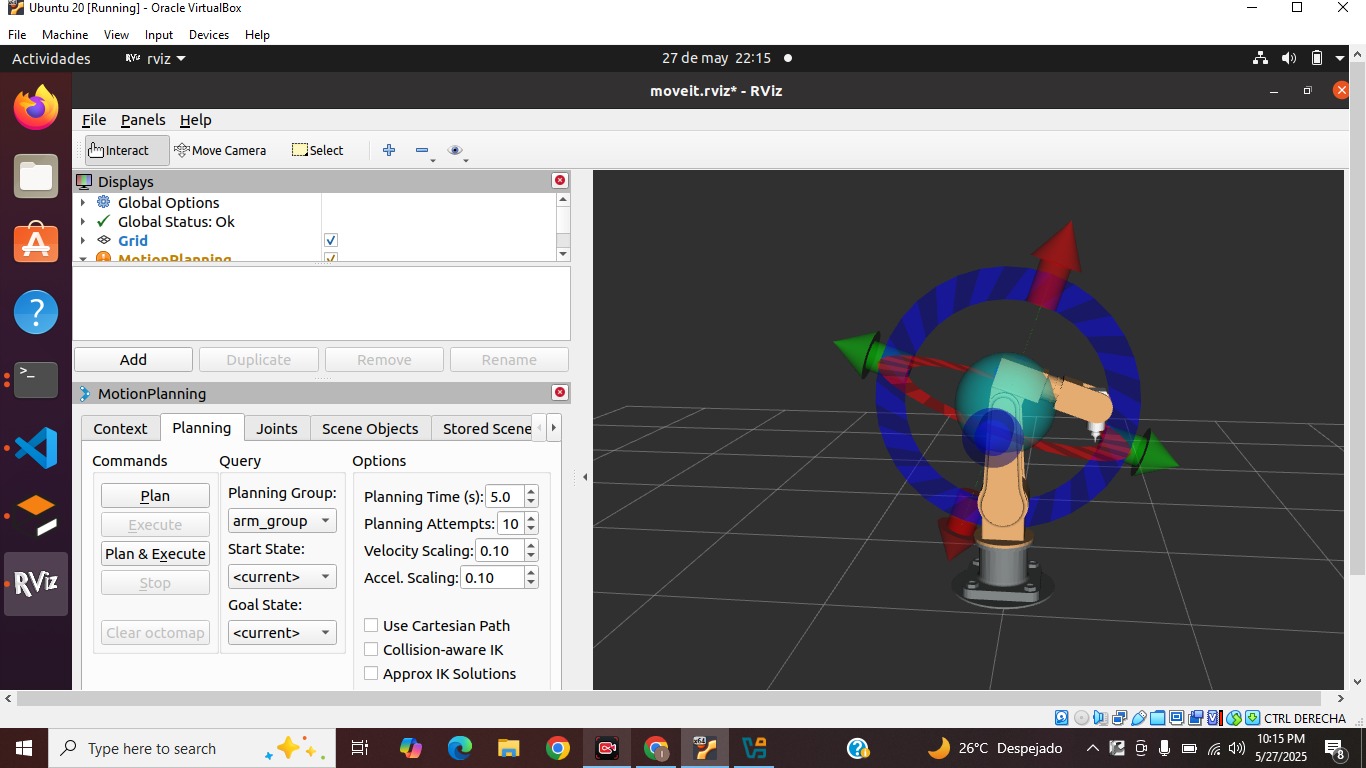 Ubuntu 20 [Running] - Oracle VirtualBox
File Machine View Input Devices Help
Actividades RViz rviz 27 de may 22:15
moveit.rviz* - RViz
File Panels Help
Interact Move Camera Select
Displays
Global Options
Global Status: Ok
Grid
MotionPlanning
Add Duplicate Remove Rename
MotionPlanning
Context Planning Joints Scene Objects Stored Scene
Commands Query Options
Plan
Execute
Plan & Execute
Stop
Clear octomap
Planning Group:
arm_group
Start State:
<current>
Goal State:
<current>
Planning Time (s): 5.0
Planning Attempts: 10
Velocity Scaling: 0.10
Accel. Scaling: 0.10
Use Cartesian Path
Collision-aware IK
Approx IK Solutions
RViz
CTRL DERECHA
Type here to search
26°C Despejado
10:15 PM
5/27/2025
8